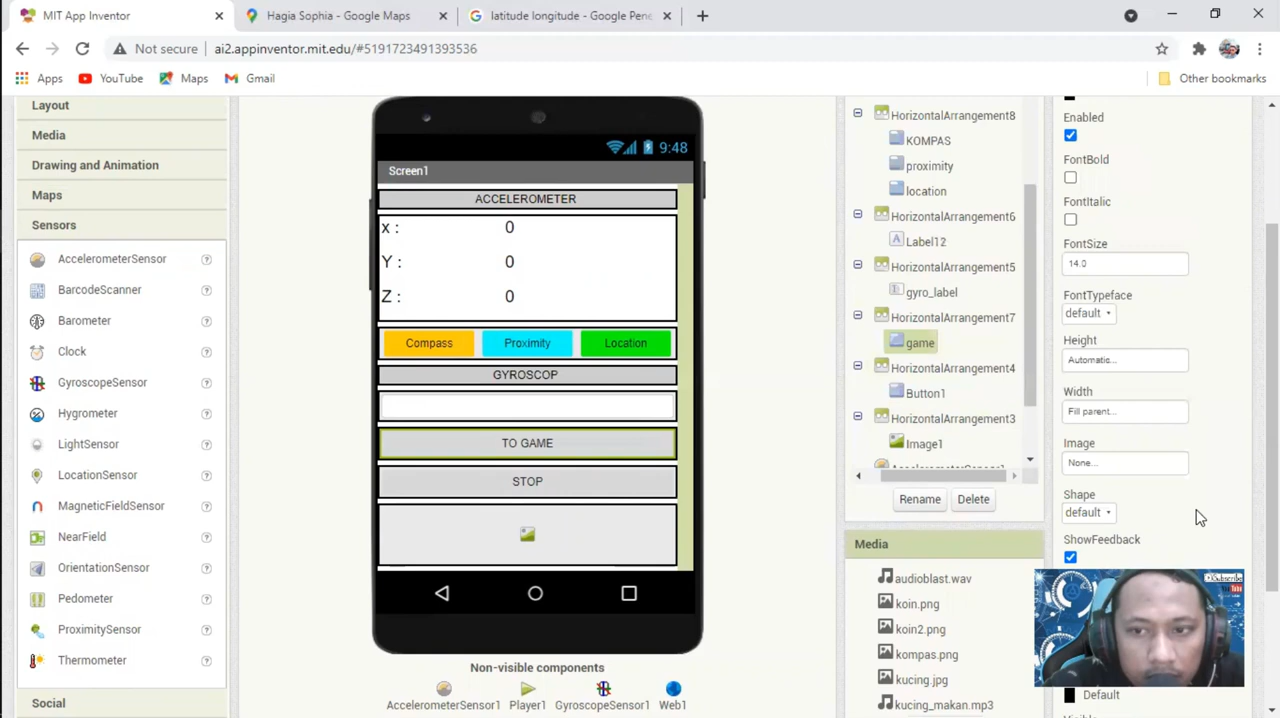 MIT App Inventor
Hagia Sophia - Google Maps
latitude longitude - Google Pene
Not secure
ai2.appinventor.mit.edu/#5191723491393536
Apps
YouTube
Maps
Gmail
Other bookmarks
Layout
Media
Drawing and Animation
Maps
Sensors
AccelerometerSensor
BarcodeScanner
Barometer
Clock
GyroscopeSensor
Hygrometer
LightSensor
LocationSensor
MagneticFieldSensor
NearField
OrientationSensor
Pedometer
ProximitySensor
Thermometer
Social
9:48
Screen1
ACCELEROMETER
x : 0
Y : 0
Z : 0
Compass Proximity Location
GYROSCOP
TO GAME
STOP
Non-visible components
AccelerometerSensor1 Player1 GyroscopeSensor1 Web1
HorizontalArrangement8
KOMPAS
proximity
location
HorizontalArrangement6
Label12
HorizontalArrangement5
gyro_label
HorizontalArrangement7
game
HorizontalArrangement4
Button1
HorizontalArrangement3
Image1
Rename Delete
Media
audioblast.wav
koin.png
koin2.png
kompas.png
kucing.jpg
kucing_makan.mp3
Enabled
FontBold
FontItalic
FontSize
14.0
FontTypeface
default
Height
Automatic...
Width
Fill parent...
Image
None...
Shape
default
ShowFeedback
Subscribe
Default